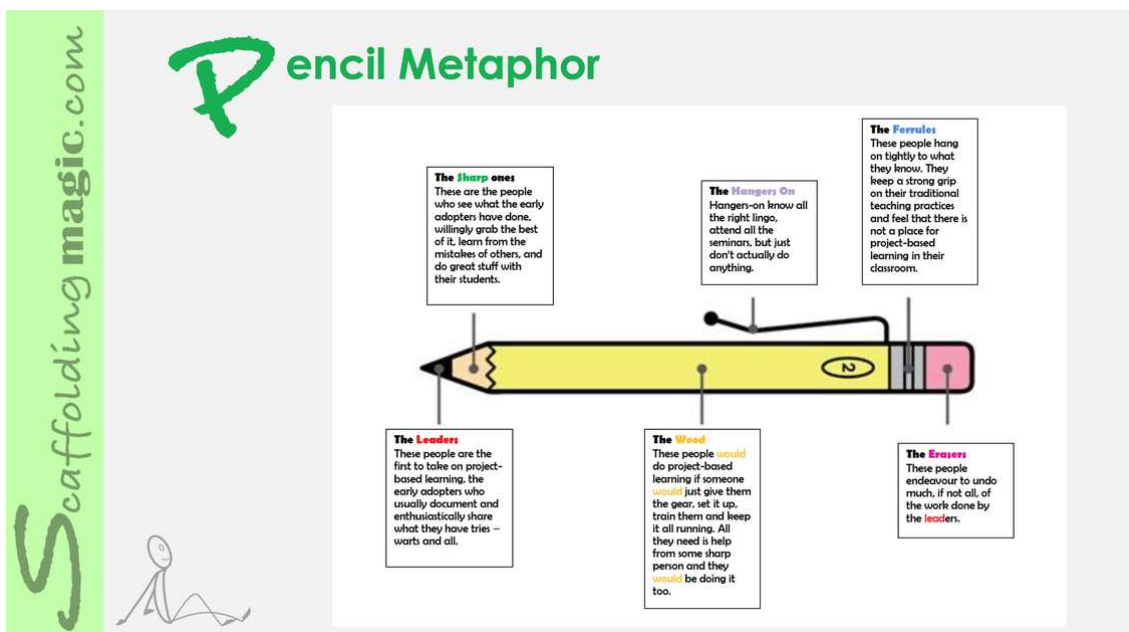 Scaffolding magic.com
Pencil Metaphor
The Sharp ones
These are the people
who see what the early
adopters have done,
willingly grab the best
of it, learn from the
mistakes of others, and
do great stuff with
their students.
The Hangers On
Hangers-on know all
the right lingo,
attend all the
seminars, but just
don't actually do
anything.
The Ferrules
These people hang
on tightly to what
they know. They
keep a strong grip
on their traditional
teaching practices
and feel that there is
not a place for
project-based
learning in their
classroom.
2
The Leaders
These people are the
first to take on project-
based learning, the
early adopters who
usually document and
enthusiastically share
what they have tries –
warts and all.
The Wood
These people would
do project-based
learning if someone
would just give them
the gear, set it up,
train them and keep
it all running. All
they need is help
from some sharp
person and they
would be doing it
too.
The Erasers
These people
endeavour to undo
much, if not all, of
the work done by
the leaders.